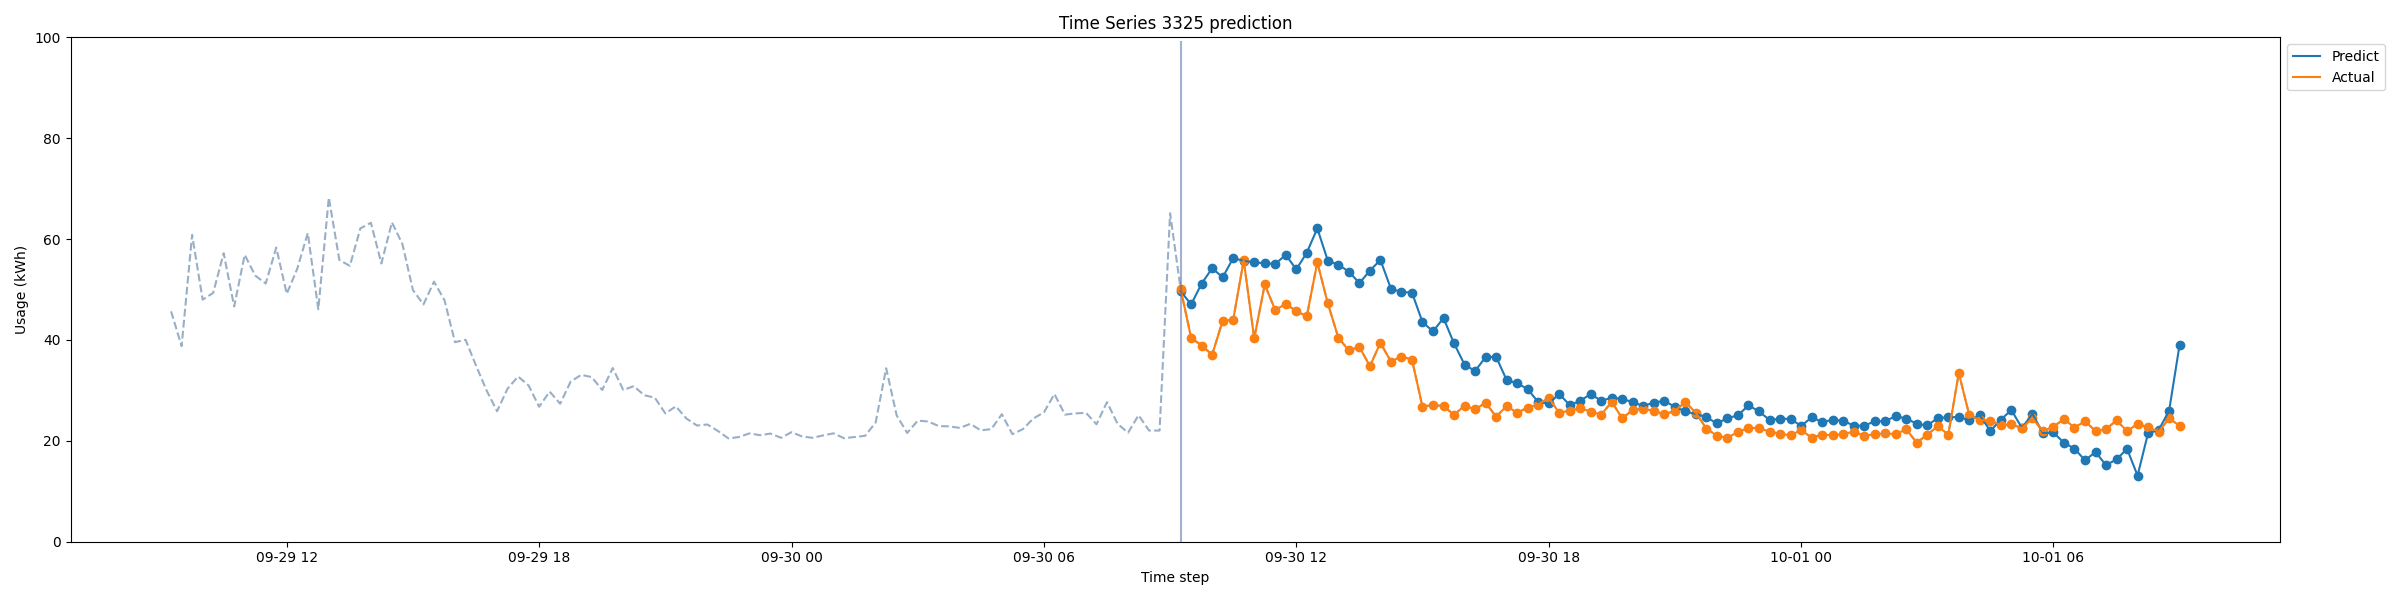 Time Series 3325 prediction
Predict
Actual
Usage (kWh)
100
80
60
40
20
0
09-29 12
09-29 18
09-30 00
09-30 06
09-30 12
09-30 18
10-01 00
10-01 06
Time step